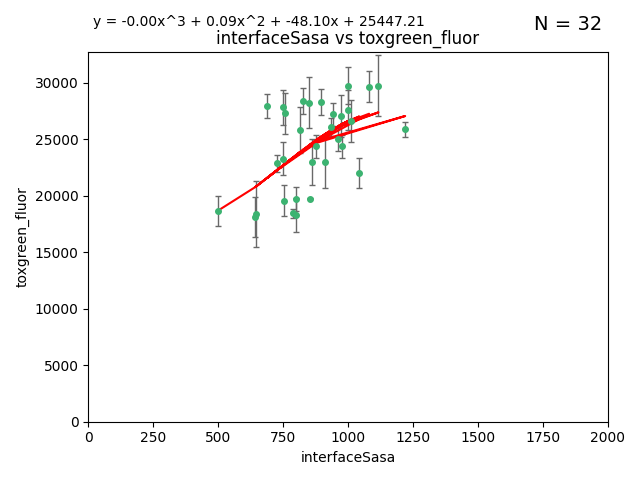 y = -0.00x^3 + 0.09x^2 + -48.10x + 25447.21
N = 32
interfaceSasa vs toxgreen_fluor
30000
25000
20000
15000
10000
5000
0
toxgreen_fluor
0 250 500 750 1000 1250 1500 1750 2000
interfaceSasa